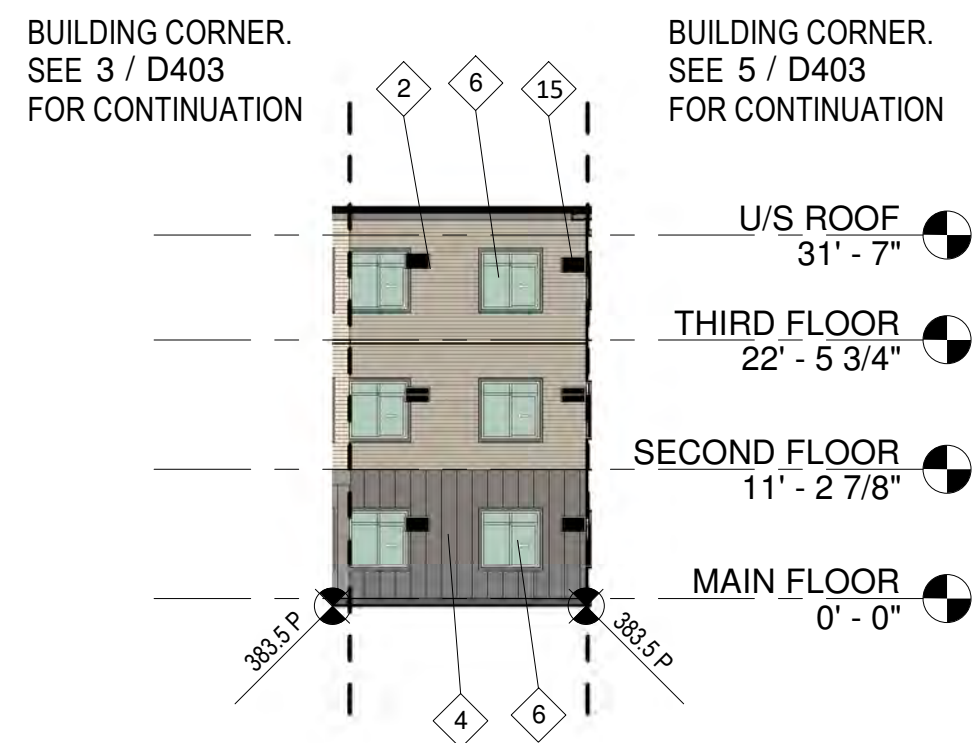 BUILDING CORNER.
SEE 3 / D403
FOR CONTINUATION
BUILDING CORNER.
SEE 5 / D403
FOR CONTINUATION
2
6
15
U/S ROOF
31' - 7"
THIRD FLOOR
22' - 5 3/4"
SECOND FLOOR
11' - 2 7/8"
MAIN FLOOR
0' - 0"
383.5 P
383.5 P
4
6